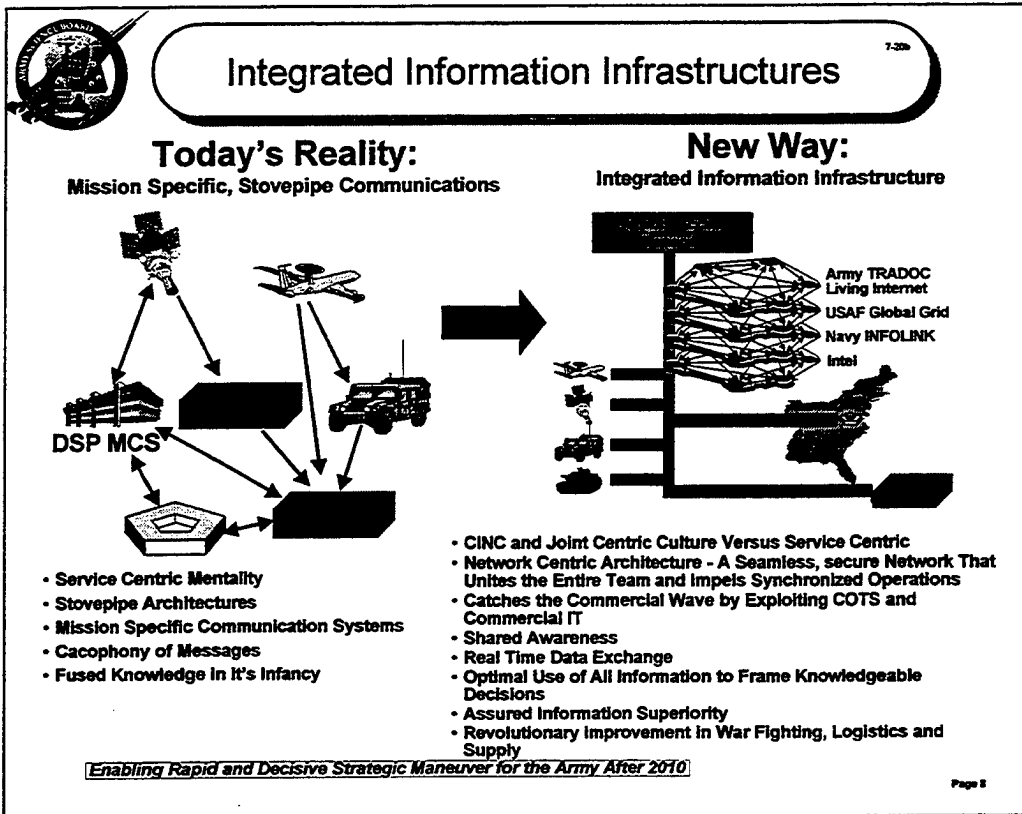 ARMY SCIENCE BOARD
7-20b
Integrated Information Infrastructures
Today's Reality:
Mission Specific, Stovepipe Communications
DSP MCS
• Service Centric Mentality
• Stovepipe Architectures
• Mission Specific Communication Systems
• Cacophony of Messages
• Fused Knowledge in It's Infancy
New Way:
Integrated Information Infrastructure
Army TRADOC
Living Internet
USAF Global Grid
Navy INFOLINK
Intel
• CINC and Joint Centric Culture Versus Service Centric
• Network Centric Architecture - A Seamless, secure Network That
Unites the Entire Team and Impels Synchronized Operations
• Catches the Commercial Wave by Exploiting COTS and
Commercial IT
• Shared Awareness
• Real Time Data Exchange
• Optimal Use of All Information to Frame Knowledgeable
Decisions
• Assured Information Superiority
• Revolutionary Improvement in War Fighting, Logistics and
Supply
Enabling Rapid and Decisive Strategic Maneuver for the Army After 2010